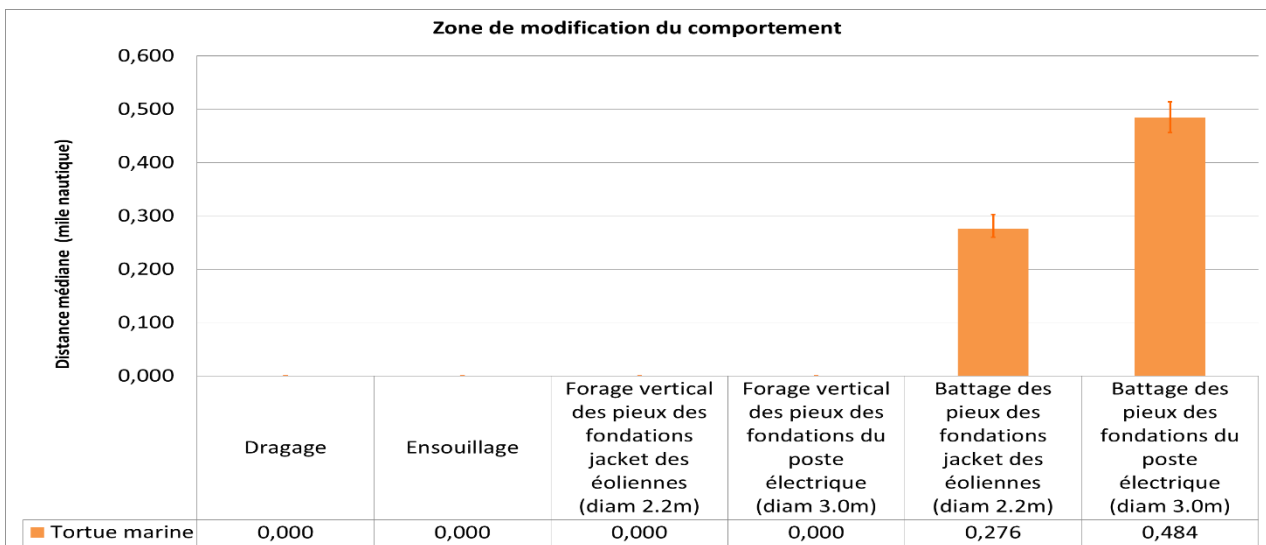 Zone de modification du comportement
Distance médiane (mile nautique)
0,600
0,500
0,400
0,300
0,200
0,100
0,000
Dragage
Ensouillage
Forage vertical
des pieux des
fondations
jacket des
éoliennes
(diam 2.2m)
Forage vertical
des pieux des
fondations du
poste
électrique
(diam 3.0m)
Battage des
pieux des
fondations
jacket des
éoliennes
(diam 2.2m)
Battage des
pieux des
fondations du
poste
électrique
(diam 3.0m)
Tortue marine 0,000 0,000 0,000 0,000 0,276 0,484